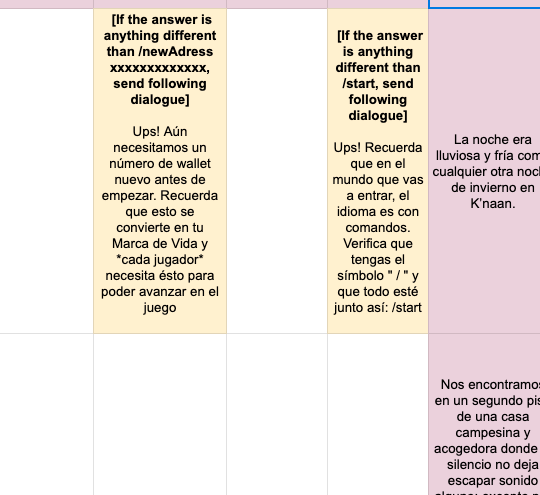 [If the answer is
anything different
than /newAdress
xxxxxxxxxxxxx,
send following
dialogue]
Ups! Aún
necesitamos un
número de wallet
nuevo antes de
empezar. Recuerda
que esto se
convierte en tu
Marca de Vida y
*cada jugador*
necesita ésto para
poder avanzar en el
juego
[If the answer
is anything
different than
/start, send
following
dialogue]
Ups! Recuerda
que en el
mundo que vas
a entrar, el
idioma es con
comandos.
Verifica que
tengas el
símbolo " / " y
que todo esté
junto así: /start
La noche era
lluviosa y fría com
cualquier otra noch
de invierno en
K'naan.
Nos encontramos
en un segundo pis
de una casa
campesina y
acogedora donde
silencio no deja
escapar sonido